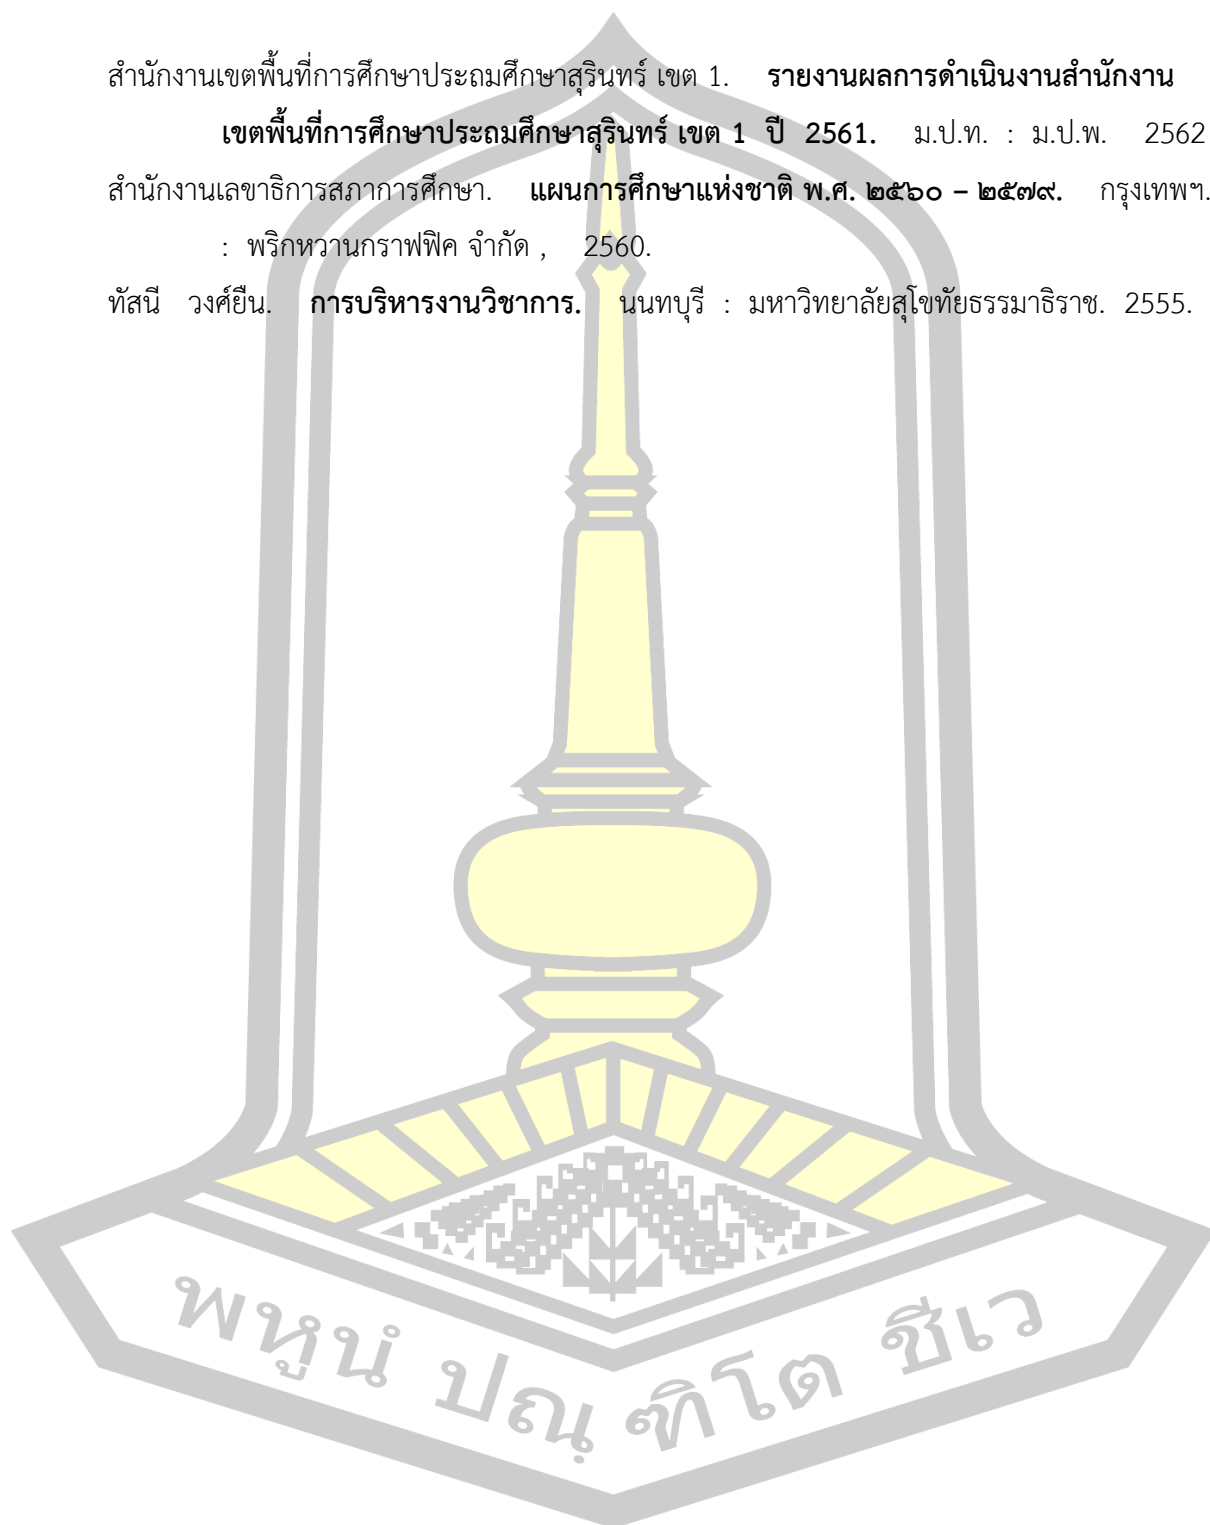 สำนักงานเขตพื้นที่การศึกษาประถมศึกษาสุรินทร์ เขต 1. รายงานผลการดำเนินงานสำนักงาน
เขตพื้นที่การศึกษาประถมศึกษาสุรินทร์ เขต 1 ปี 2561. ม.ป.ท. : ม.ป.พ. 2562
สำนักงานเลขาธิการสภาการศึกษา. แผนการศึกษาแห่งชาติ พ.ศ. ๒๕๖๐ – ๒๕๗๙. กรุงเทพฯ.
: พริกหวานกราฟฟิค จำกัด , 2560.
ทัสนี วงศ์ยืน. การบริหารงานวิชาการ. นนทบุรี : มหาวิทยาลัยสุโขทัยธรรมาธิราช. 2555.
พหูนํ ปณฺฑิโต ชีเว